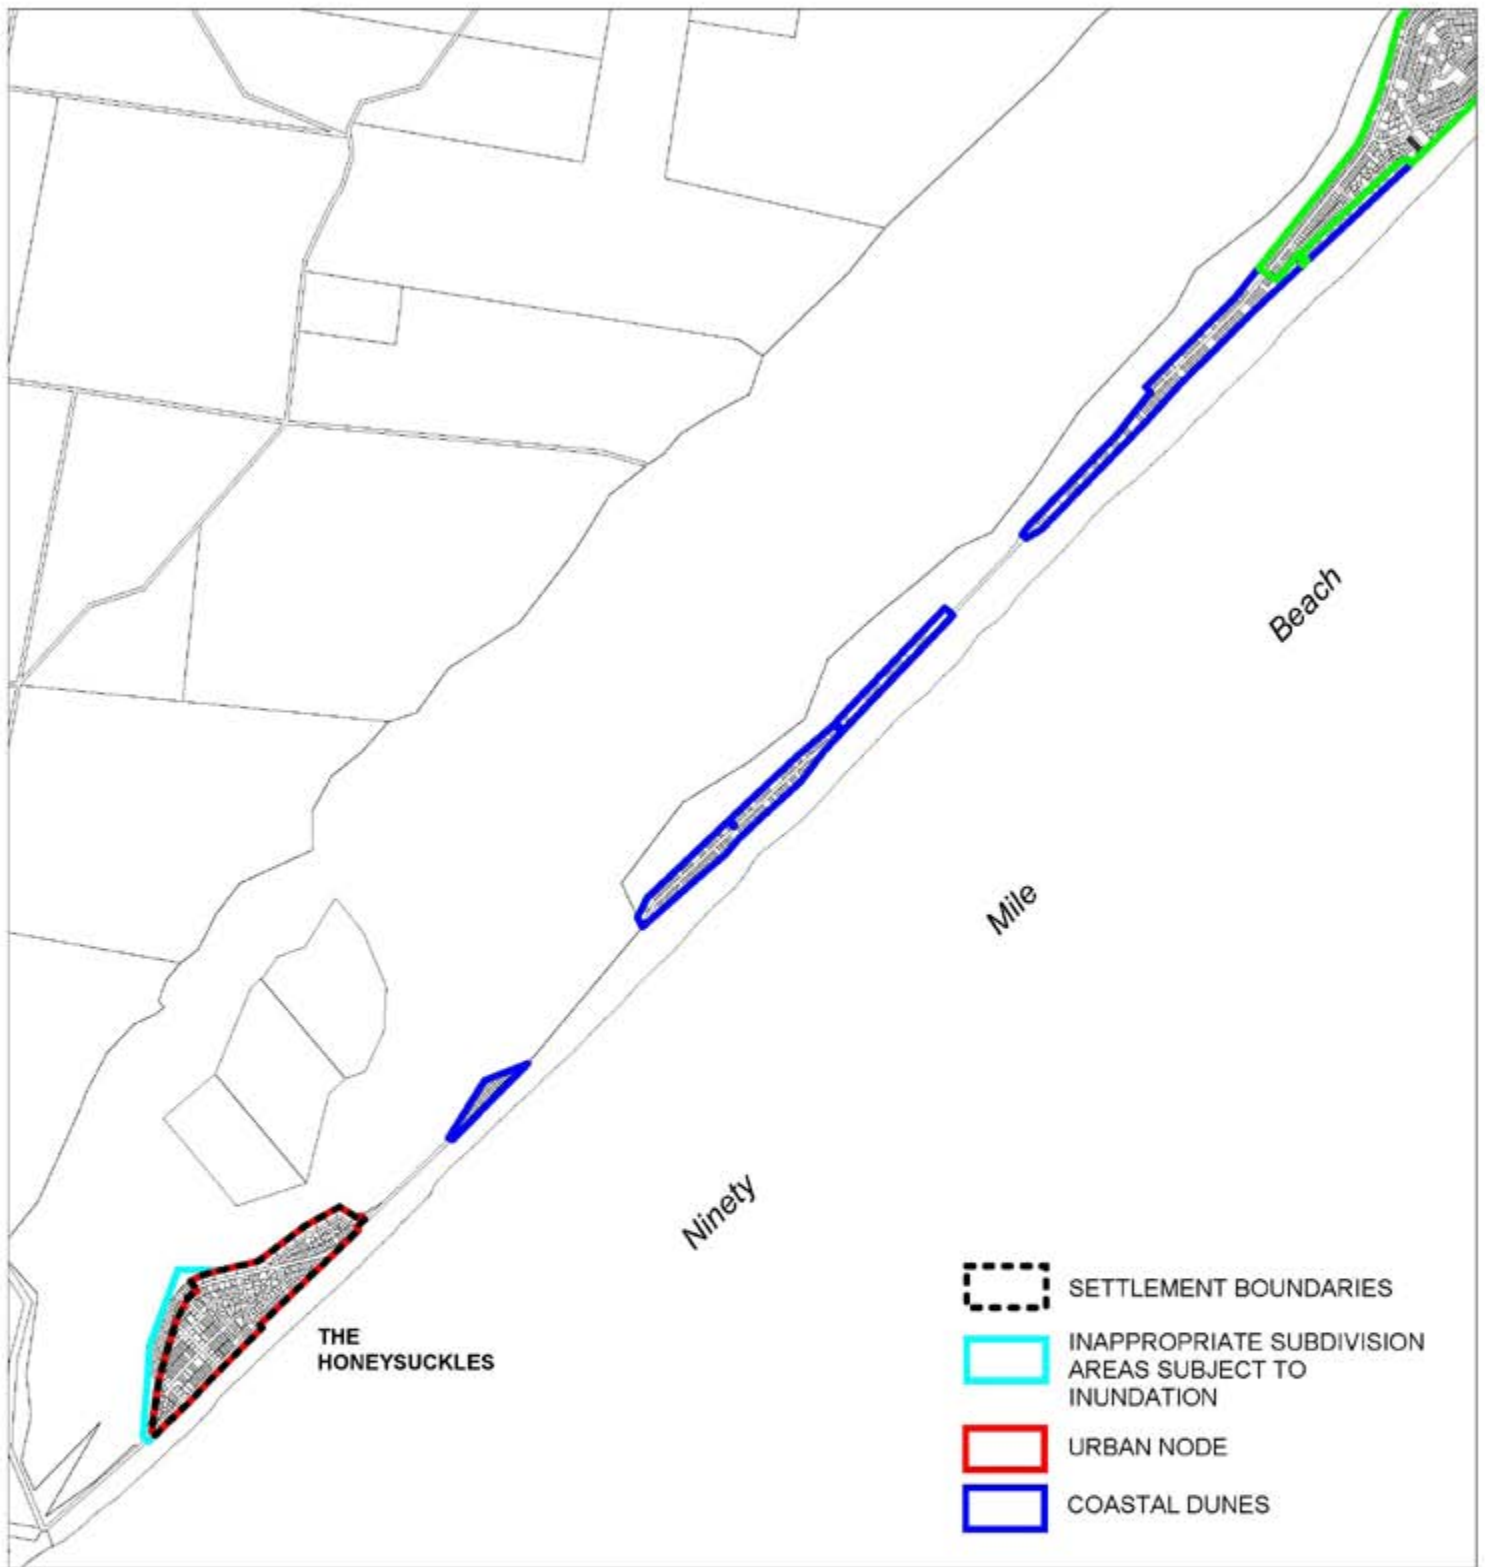 Beach
Mile
Ninety
THE
HONEYSUCKLES
SETTLEMENT BOUNDARIES
INAPPROPRIATE SUBDIVISION
AREAS SUBJECT TO
INUNDATION
URBAN NODE
COASTAL DUNES